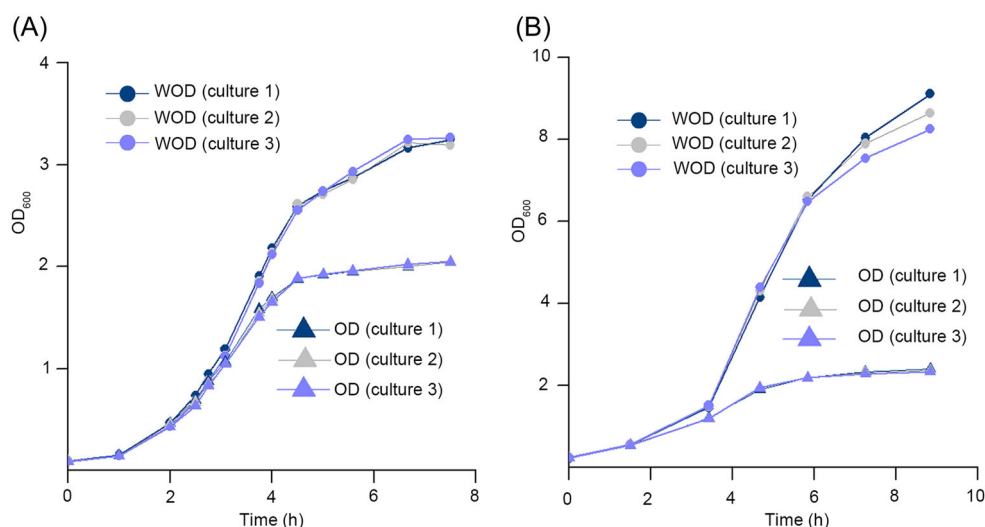 (A)
4
3
2
1
OD600
WOD (culture 1)
WOD (culture 2)
WOD (culture 3)
OD (culture 1)
OD (culture 2)
OD (culture 3)
0
2
4
6
8
Time (h)
(B)
10
8
6
4
2
OD600
WOD (culture 1)
WOD (culture 2)
WOD (culture 3)
OD (culture 1)
OD (culture 2)
OD (culture 3)
0
2
4
6
8
10
Time (h)